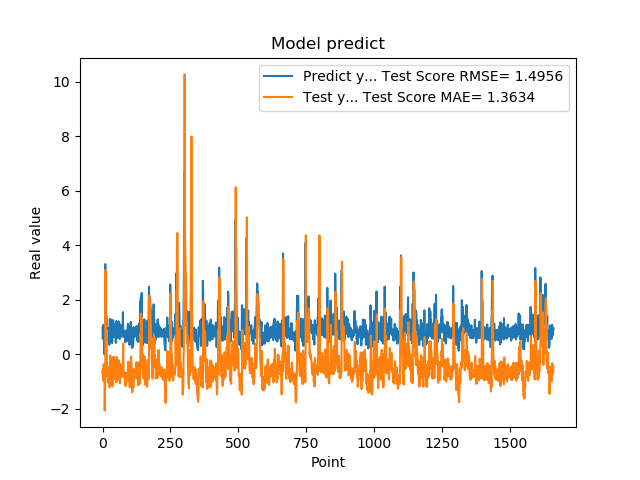 Model predict
Predict y... Test Score RMSE= 1.4956
Test y... Test Score MAE= 1.3634
Real value
10
8
6
4
2
0
−2
0 250 500 750 1000 1250 1500
Point